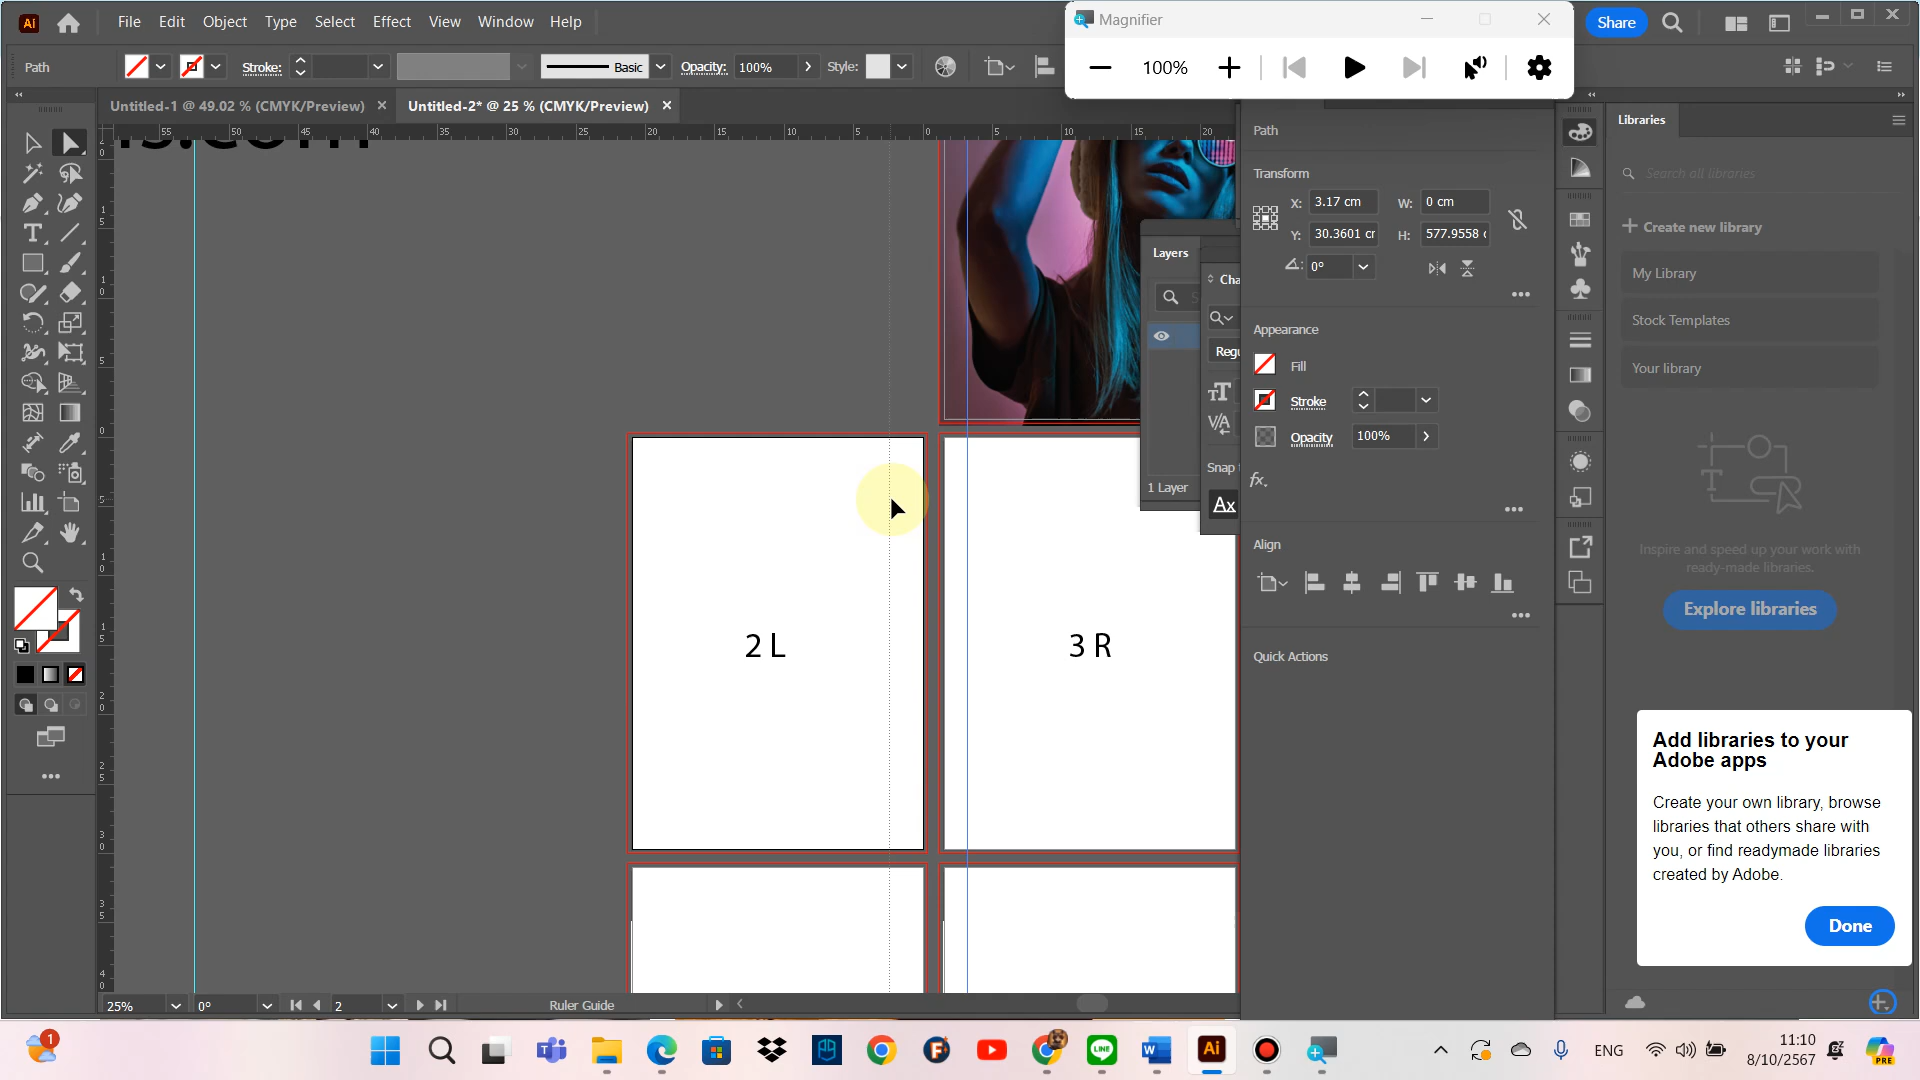 File Edit Object Type Select Effect View Window Help
Magnifier
Share
100%
Path
Stroke:
Basic
Opacity: 100%
Style:
Untitled-1 @ 49.02 % (CMYK/Preview)
Untitled-2* @ 25 % (CMYK/Preview)
Libraries
Path
Search all libraries
Transform
X: 3.17 cm W: 0 cm
Y: 30.3601 cr H: 577.9558
0°
Create new library
My Library
Stock Templates
Your library
Layers
Cha
Appearance
Fill
Regu
Stroke
Opacity 100%
fx.
Snap
1 Layer
Align
Inspire and speed up your work with
ready-made libraries.
Explore libraries
Quick Actions
2 L
3 R
Add libraries to your
Adobe apps
Create your own library, browse
libraries that others share with
you, or find readymade libraries
created by Adobe.
Done
25% 0° 2 Ruler Guide
ENG
11:10
8/10/2567